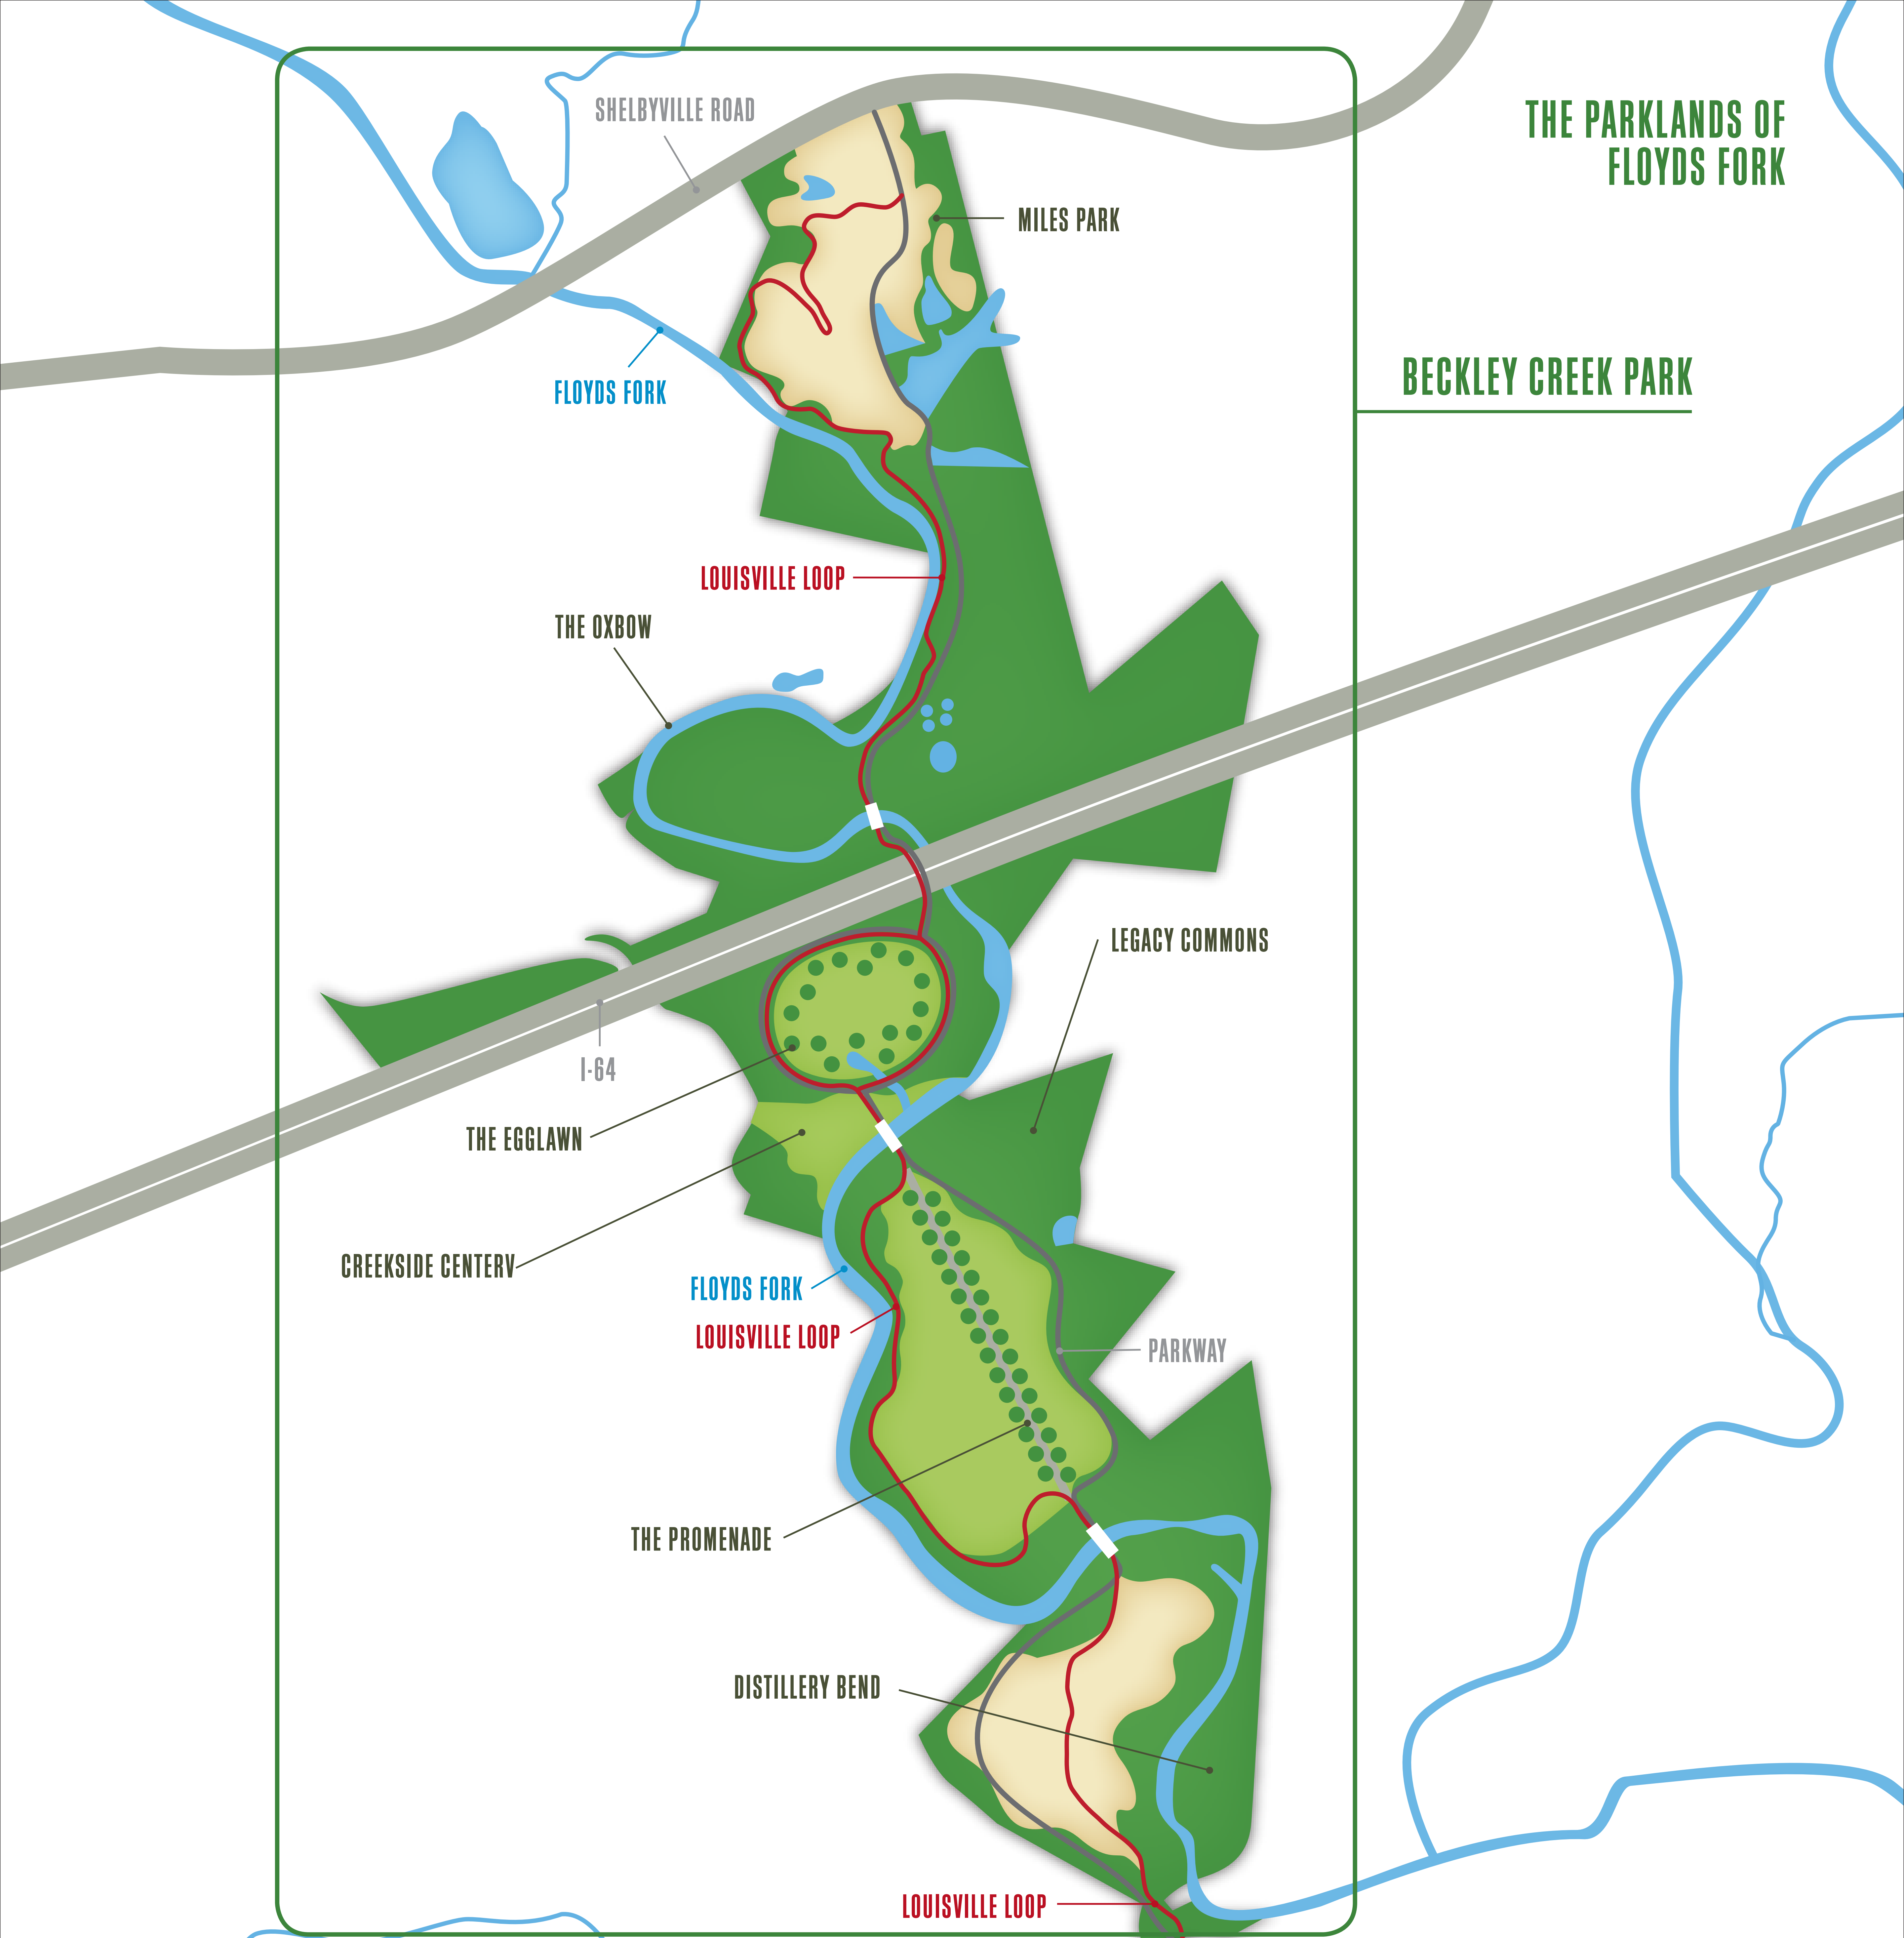 SHELBYVILLE ROAD
THE PARKLANDS OF
FLOYDS FORK
MILES PARK
FLOYDS FORK
BECKLEY CREEK PARK
LOUISVILLE LOOP
THE OXBOW
LEGACY COMMONS
I-64
THE EGGLAWN
CREEKSIDE CENTERV
FLOYDS FORK
LOUISVILLE LOOP
PARKWAY
THE PROMENADE
DISTILLERY BEND
LOUISVILLE LOOP